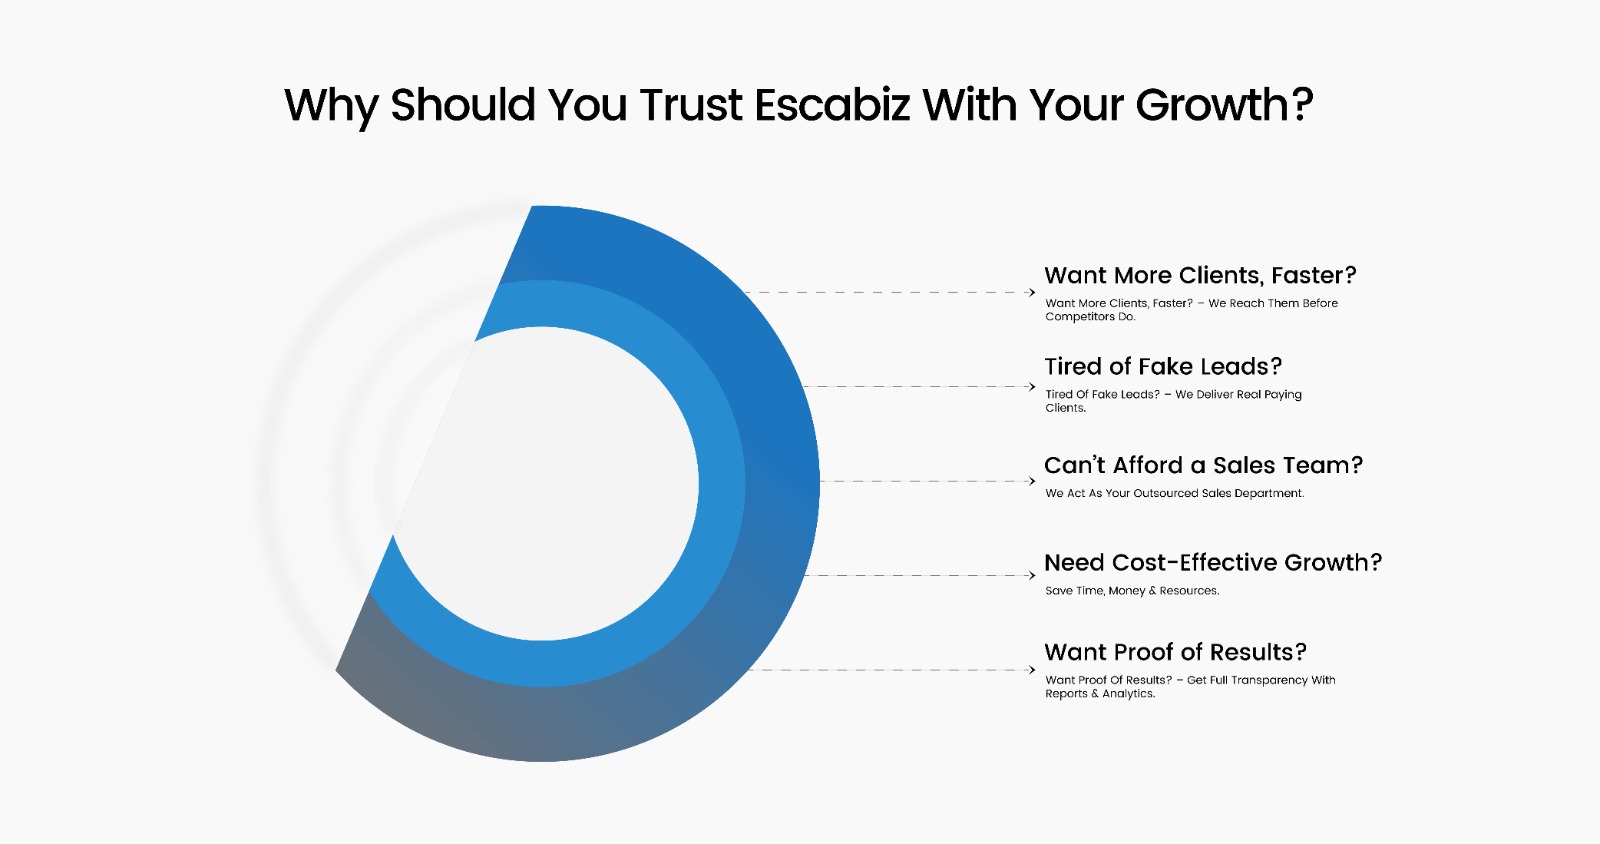 Why Should You Trust Escabiz With Your Growth?
Want More Clients, Faster?
Want More Clients, Faster? – We Reach Them Before
Competitors Do.
Tired of Fake Leads?
Tired Of Fake Leads? – We Deliver Real Paying
Clients.
Can’t Afford a Sales Team?
We Act As Your Outsourced Sales Department.
Need Cost-Effective Growth?
Save Time, Money & Resources.
Want Proof of Results?
Want Proof Of Results? – Get Full Transparency With
Reports & Analytics.